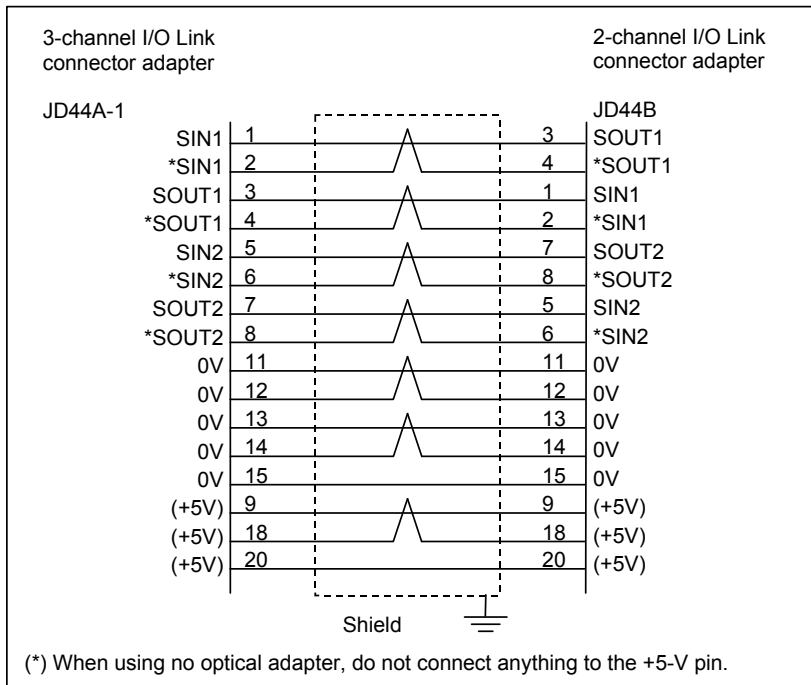 3-channel I/O Link
connector adapter
2-channel I/O Link
connector adapter
JD44A-1
JD44B
SIN1 1 3 SOUT1
*SIN1 2 4 *SOUT1
SOUT1 3 1 SIN1
*SOUT1 4 2 *SIN1
SIN2 5 7 SOUT2
*SIN2 6 8 *SOUT2
SOUT2 7 5 SIN2
*SOUT2 8 6 *SIN2
0V 11 11 0V
0V 12 12 0V
0V 13 13 0V
0V 14 14 0V
0V 15 15 0V
(+5V) 9 9 (+5V)
(+5V) 18 18 (+5V)
(+5V) 20 20 (+5V)
Shield
(*) When using no optical adapter, do not connect anything to the +5-V pin.